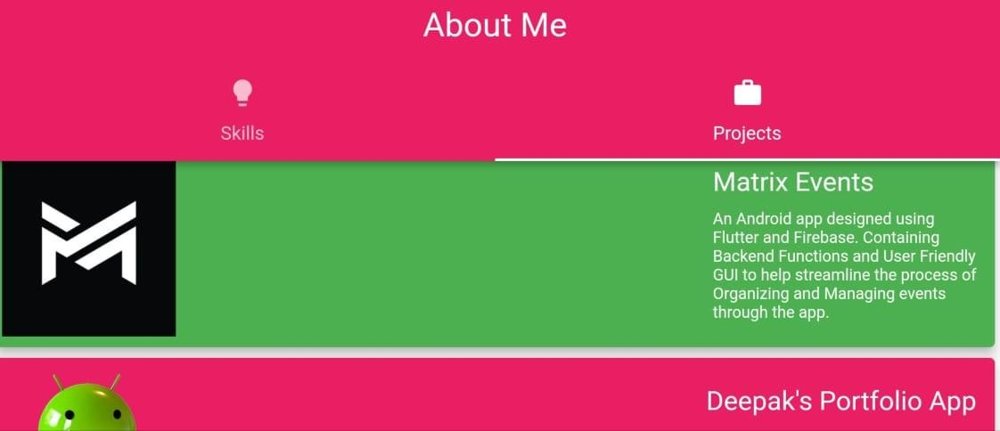 About Me
Skills
Projects
Matrix Events
An Android app designed using
Flutter and Firebase. Containing
Backend Functions and User Friendly
GUI to help streamline the process of
Organizing and Managing events
through the app.
Deepak's Portfolio App